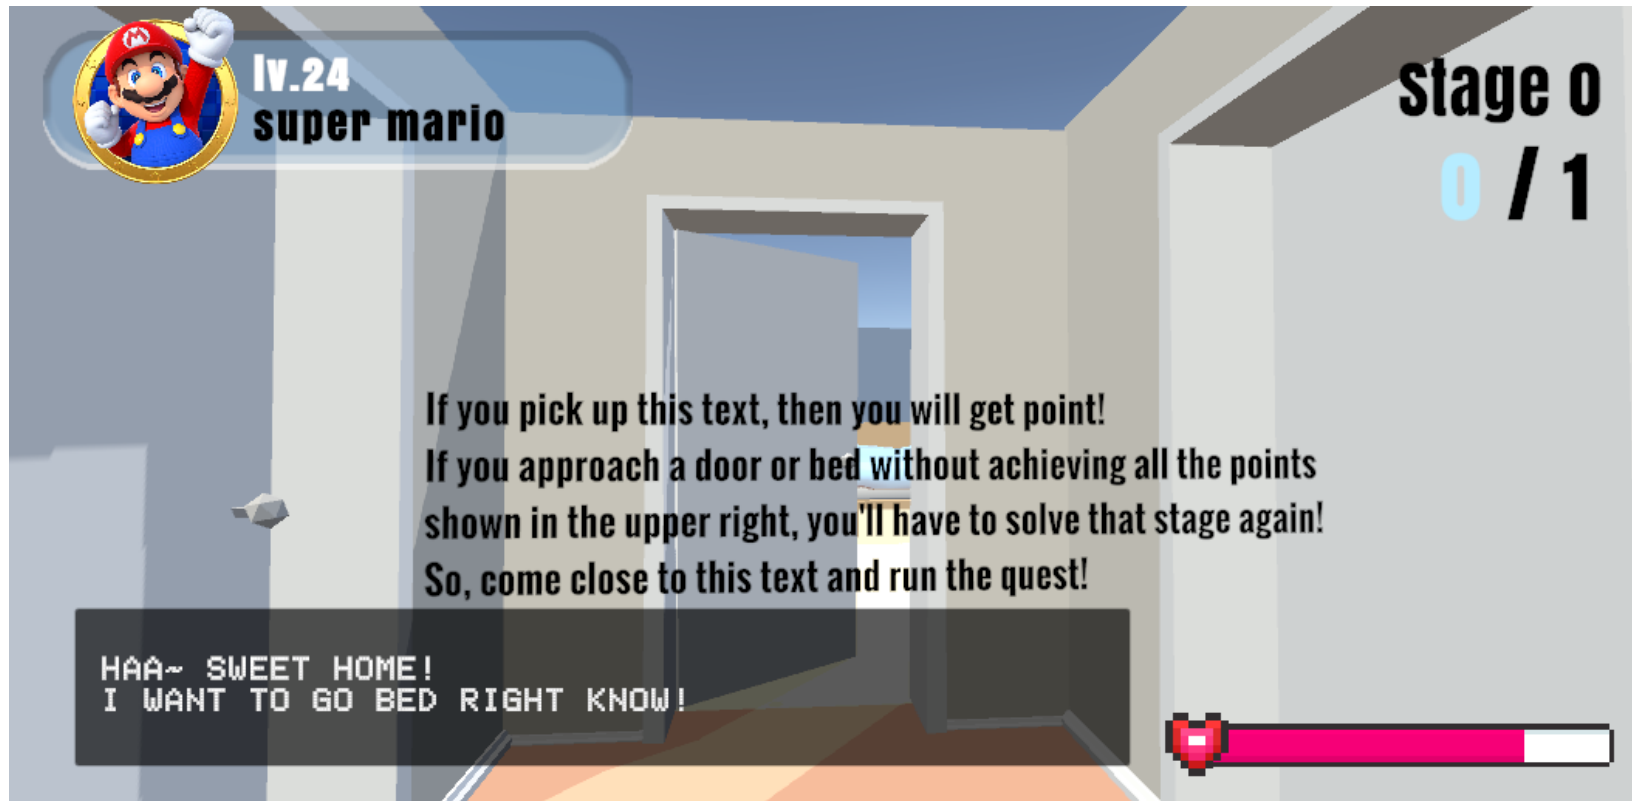 lv.24
super mario
Stage 0
0 / 1
If you pick up this text, then you will get point!
If you approach a door or bed without achieving all the points
shown in the upper right, you'll have to solve that stage again!
So, come close to this text and run the quest!
HAA~ SWEET HOME!
I WANT TO GO BED RIGHT KNOW!